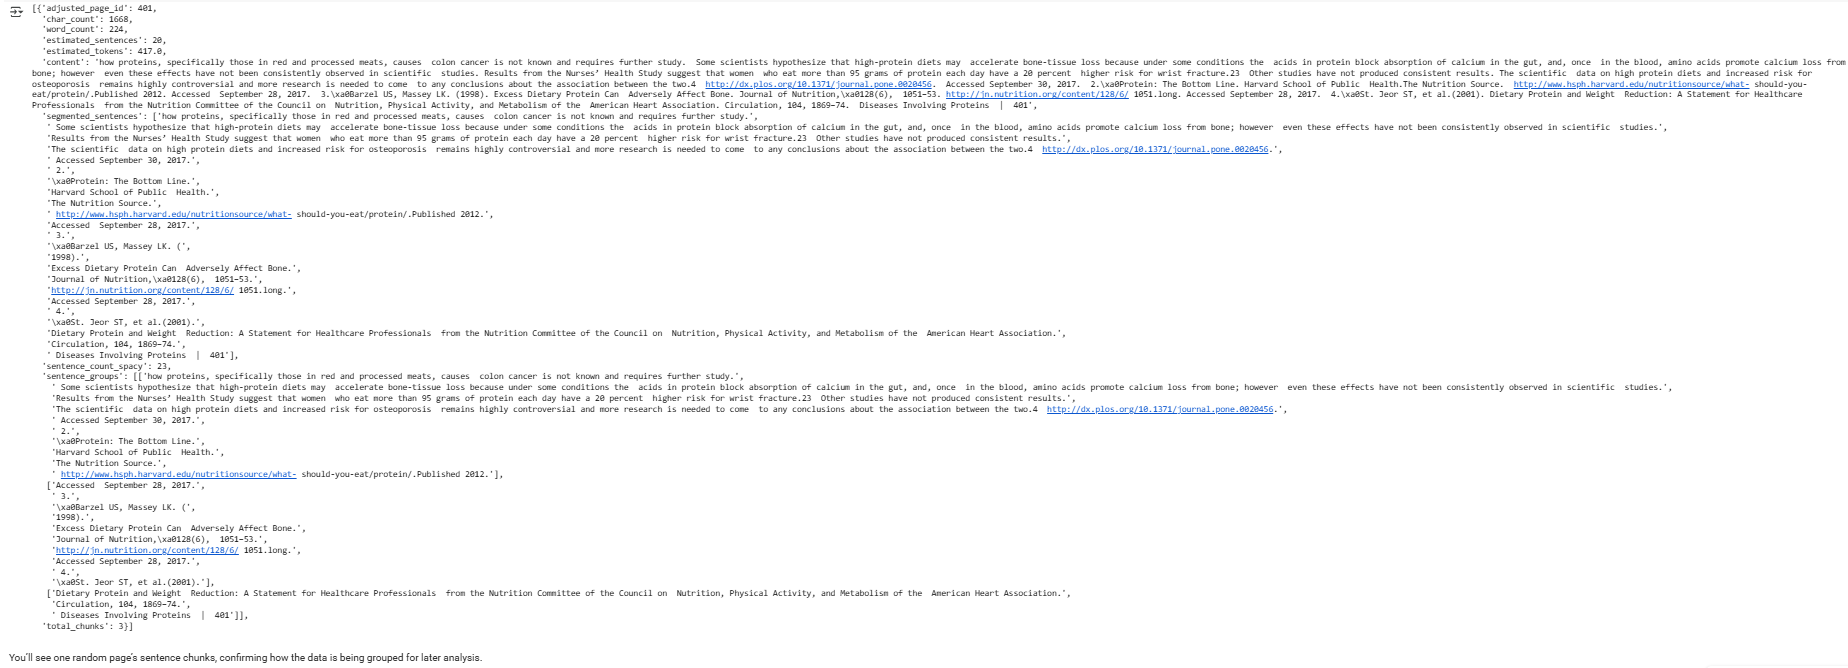 [{'adjusted_page_id': 401,
'char_count': 1668,
'word_count': 224,
'estimated_sentences': 20,
'estimated_tokens': 417.0,
'content': 'how proteins, specifically those in red and processed meats, causes  colon cancer is not known and requires further study.  Some scientists hypothesize that high-protein diets may  accelerate bone-tissue loss because under some conditions the  acids in protein block absorption of calcium in the gut, and, once  in the blood, amino acids promote calcium loss from
bone; however  even these effects have not been consistently observed in scientific  studies. Results from the Nurses’ Health Study suggest that women  who eat more than 95 grams of protein each day have a 20 percent  higher risk for wrist fracture.23  Other studies have not produced consistent results. The scientific  data on high protein diets and increased risk for
osteoporosis  remains highly controversial and more research is needed to come  to any conclusions about the association between the two.4  http://dx.plos.org/10.1371/journal.pone.0020456.  Accessed September 30, 2017.  2.\xa0Protein: The Bottom Line. Harvard School of Public  Health.The Nutrition Source.  http://www.hsph.harvard.edu/nutritionsource/what- should-you-
eat/protein/.Published 2012. Accessed  September 28, 2017.  3.\xa0Barzel US, Massey LK. (1998). Excess Dietary Protein Can  Adversely Affect Bone. Journal of Nutrition,\xa0128(6),  1051–53. http://jn.nutrition.org/content/128/6/ 1051.long. Accessed September 28, 2017.  4.\xa0St. Jeor ST, et al.(2001). Dietary Protein and Weight  Reduction: A Statement for Healthcare
Professionals  from the Nutrition Committee of the Council on  Nutrition, Physical Activity, and Metabolism of the  American Heart Association. Circulation, 104, 1869–74.  Diseases Involving Proteins  |  401',
'segmented_sentences': ['how proteins, specifically those in red and processed meats, causes  colon cancer is not known and requires further study.',
' Some scientists hypothesize that high-protein diets may  accelerate bone-tissue loss because under some conditions the  acids in protein block absorption of calcium in the gut, and, once  in the blood, amino acids promote calcium loss from bone; however  even these effects have not been consistently observed in scientific  studies.',
'Results from the Nurses’ Health Study suggest that women  who eat more than 95 grams of protein each day have a 20 percent  higher risk for wrist fracture.23  Other studies have not produced consistent results.',
'The scientific  data on high protein diets and increased risk for osteoporosis  remains highly controversial and more research is needed to come  to any conclusions about the association between the two.4  http://dx.plos.org/10.1371/journal.pone.0020456.',
' Accessed September 30, 2017.',
' 2.',
'\xa0Protein: The Bottom Line.',
'Harvard School of Public  Health.',
'The Nutrition Source.',
' http://www.hsph.harvard.edu/nutritionsource/what- should-you-eat/protein/.Published 2012.',
'Accessed  September 28, 2017.',
' 3.',
'\xa0Barzel US, Massey LK. (',
'1998).',
'Excess Dietary Protein Can  Adversely Affect Bone.',
'Journal of Nutrition,\xa0128(6),  1051–53.',
'http://jn.nutrition.org/content/128/6/ 1051.long.',
'Accessed September 28, 2017.',
' 4.',
'\xa0St. Jeor ST, et al.(2001).',
'Dietary Protein and Weight  Reduction: A Statement for Healthcare Professionals  from the Nutrition Committee of the Council on  Nutrition, Physical Activity, and Metabolism of the  American Heart Association.',
'Circulation, 104, 1869–74.',
' Diseases Involving Proteins  |  401'],
'sentence_count_spacy': 23,
'sentence_groups': [['how proteins, specifically those in red and processed meats, causes  colon cancer is not known and requires further study.',
' Some scientists hypothesize that high-protein diets may  accelerate bone-tissue loss because under some conditions the  acids in protein block absorption of calcium in the gut, and, once  in the blood, amino acids promote calcium loss from bone; however  even these effects have not been consistently observed in scientific  studies.',
'Results from the Nurses’ Health Study suggest that women  who eat more than 95 grams of protein each day have a 20 percent  higher risk for wrist fracture.23  Other studies have not produced consistent results.',
'The scientific  data on high protein diets and increased risk for osteoporosis  remains highly controversial and more research is needed to come  to any conclusions about the association between the two.4  http://dx.plos.org/10.1371/journal.pone.0020456.',
' Accessed September 30, 2017.',
' 2.',
'\xa0Protein: The Bottom Line.',
'Harvard School of Public  Health.',
'The Nutrition Source.',
' http://www.hsph.harvard.edu/nutritionsource/what- should-you-eat/protein/.Published 2012.'],
['Accessed  September 28, 2017.',
' 3.',
'\xa0Barzel US, Massey LK. (',
'1998).',
'Excess Dietary Protein Can  Adversely Affect Bone.',
'Journal of Nutrition,\xa0128(6),  1051–53.',
'http://jn.nutrition.org/content/128/6/ 1051.long.',
'Accessed September 28, 2017.',
' 4.',
'\xa0St. Jeor ST, et al.(2001).'],
['Dietary Protein and Weight  Reduction: A Statement for Healthcare Professionals  from the Nutrition Committee of the Council on  Nutrition, Physical Activity, and Metabolism of the  American Heart Association.',
'Circulation, 104, 1869–74.',
' Diseases Involving Proteins  |  401']],
'total_chunks': 3}]
You'll see one random page's sentence chunks, confirming how the data is being grouped for later analysis.